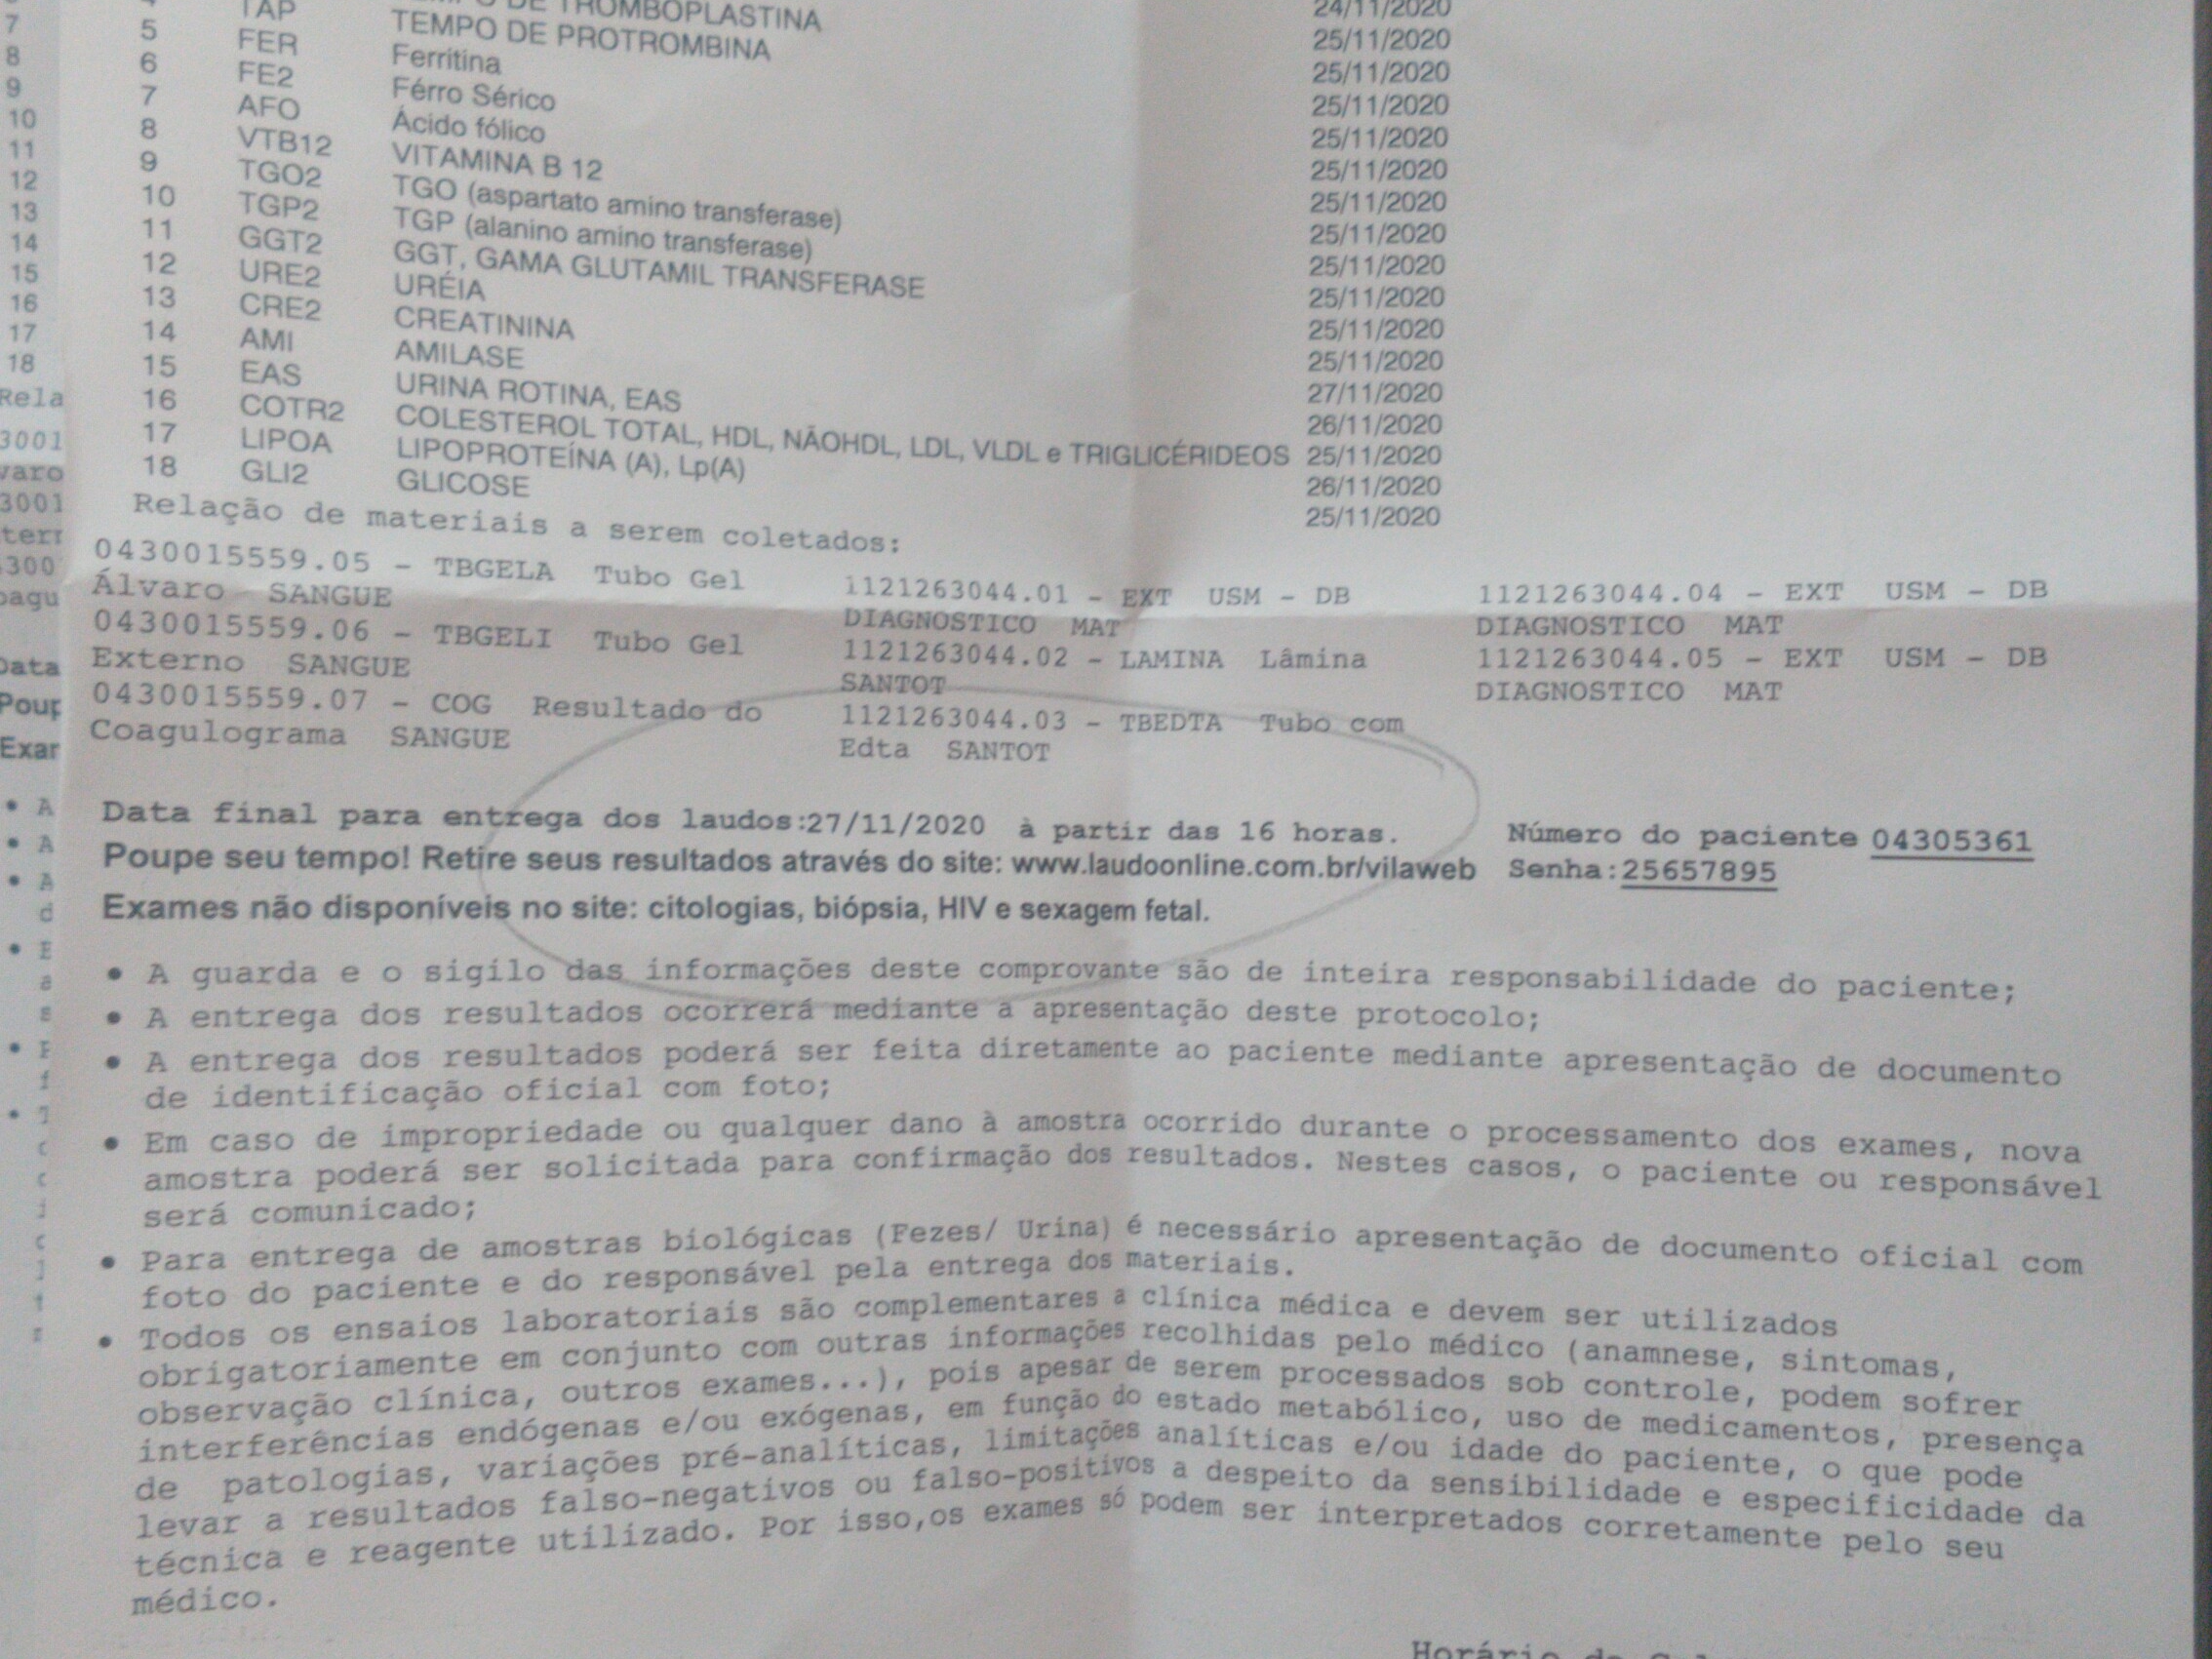 TAP DE TROMBOPLASTINA 24/11/2020
5 FER TEMPO DE PROTROMBINA 25/11/2020
6 FE2 Ferritina 25/11/2020
7 AFO Férro Sérico 25/11/2020
8 VTB12 Ácido fólico 25/11/2020
9 TGO2 VITAMINA B 12 25/11/2020
10 TGP2 TGO (aspartato amino transferase) 25/11/2020
11 GGT2 TGP (alanino amino transferase) 25/11/2020
12 URE2 GGT, GAMA GLUTAMIL TRANSFERASE 25/11/2020
13 CRE2 URÉIA 25/11/2020
14 AMI CREATININA 25/11/2020
15 EAS AMILASE 25/11/2020
16 COTR2 URINA ROTINA, EAS 27/11/2020
17 LIPOA COLESTEROL TOTAL, HDL, NÃOHDL, LDL, VLDL e TRIGLICÉRIDEOS 26/11/2020
18 GLI2 LIPOPROTEÍNA (A), Lp(A) 25/11/2020
GLICOSE 26/11/2020
25/11/2020
Relação de materiais a serem coletados:
0430015559.05 - TBGELA Tubo Gel
Álvaro SANGUE
0430015559.06 - TBGELI Tubo Gel
Externo SANGUE
0430015559.07 - COG Resultado do
Coagulograma SANGUE
1121263044.01 - EXT USM - DB
DIAGNOSTICO MAT
1121263044.02 - LAMINA Lâmina
SANTOT
1121263044.03 - TBEDTA Tubo com
Edta SANTOT
1121263044.04 - EXT USM - DB
DIAGNOSTICO MAT
1121263044.05 - EXT USM - DB
DIAGNOSTICO MAT
Data final para entrega dos laudos:27/11/2020 à partir das 16 horas. Número do paciente 04305361
Poupe seu tempo! Retire seus resultados através do site: www.laudoonline.com.br/vilaweb Senha:25657895
Exames não disponíveis no site: citologias, biópsia, HIV e sexagem fetal.
• A guarda e o sigilo das informações deste comprovante são de inteira responsabilidade do paciente;
• A entrega dos resultados ocorrerá mediante a apresentação deste protocolo;
• A entrega dos resultados poderá ser feita diretamente ao paciente mediante apresentação de documento
de identificação oficial com foto;
• Em caso de impropriedade ou qualquer dano à amostra ocorrido durante o processamento dos exames, nova
amostra poderá ser solicitada para confirmação dos resultados. Nestes casos, o paciente ou responsável
será comunicado;
• Para entrega de amostras biológicas (Fezes/ Urina) é necessário apresentação de documento oficial com
foto do paciente e do responsável pela entrega dos materiais.
• Todos os ensaios laboratoriais são complementares a clínica médica e devem ser utilizados
obrigatoriamente em conjunto com outras informações recolhidas pelo médico (anamnese, sintomas,
observação clínica, outros exames...), pois apesar de serem processados sob controle, podem sofrer
interferências endógenas e/ou exógenas, em função do estado metabólico, uso de medicamentos, presença
de patologias, variações pré-analíticas, limitações analíticas e/ou idade do paciente, o que pode
levar a resultados falso-negativos ou falso-positivos a despeito da sensibilidade e especificidade da
técnica e reagente utilizado. Por isso,os exames só podem ser interpretados corretamente pelo seu
médico.
7
8
9
10
11
12
13
14
15
16
17
18
3001
3001
Data